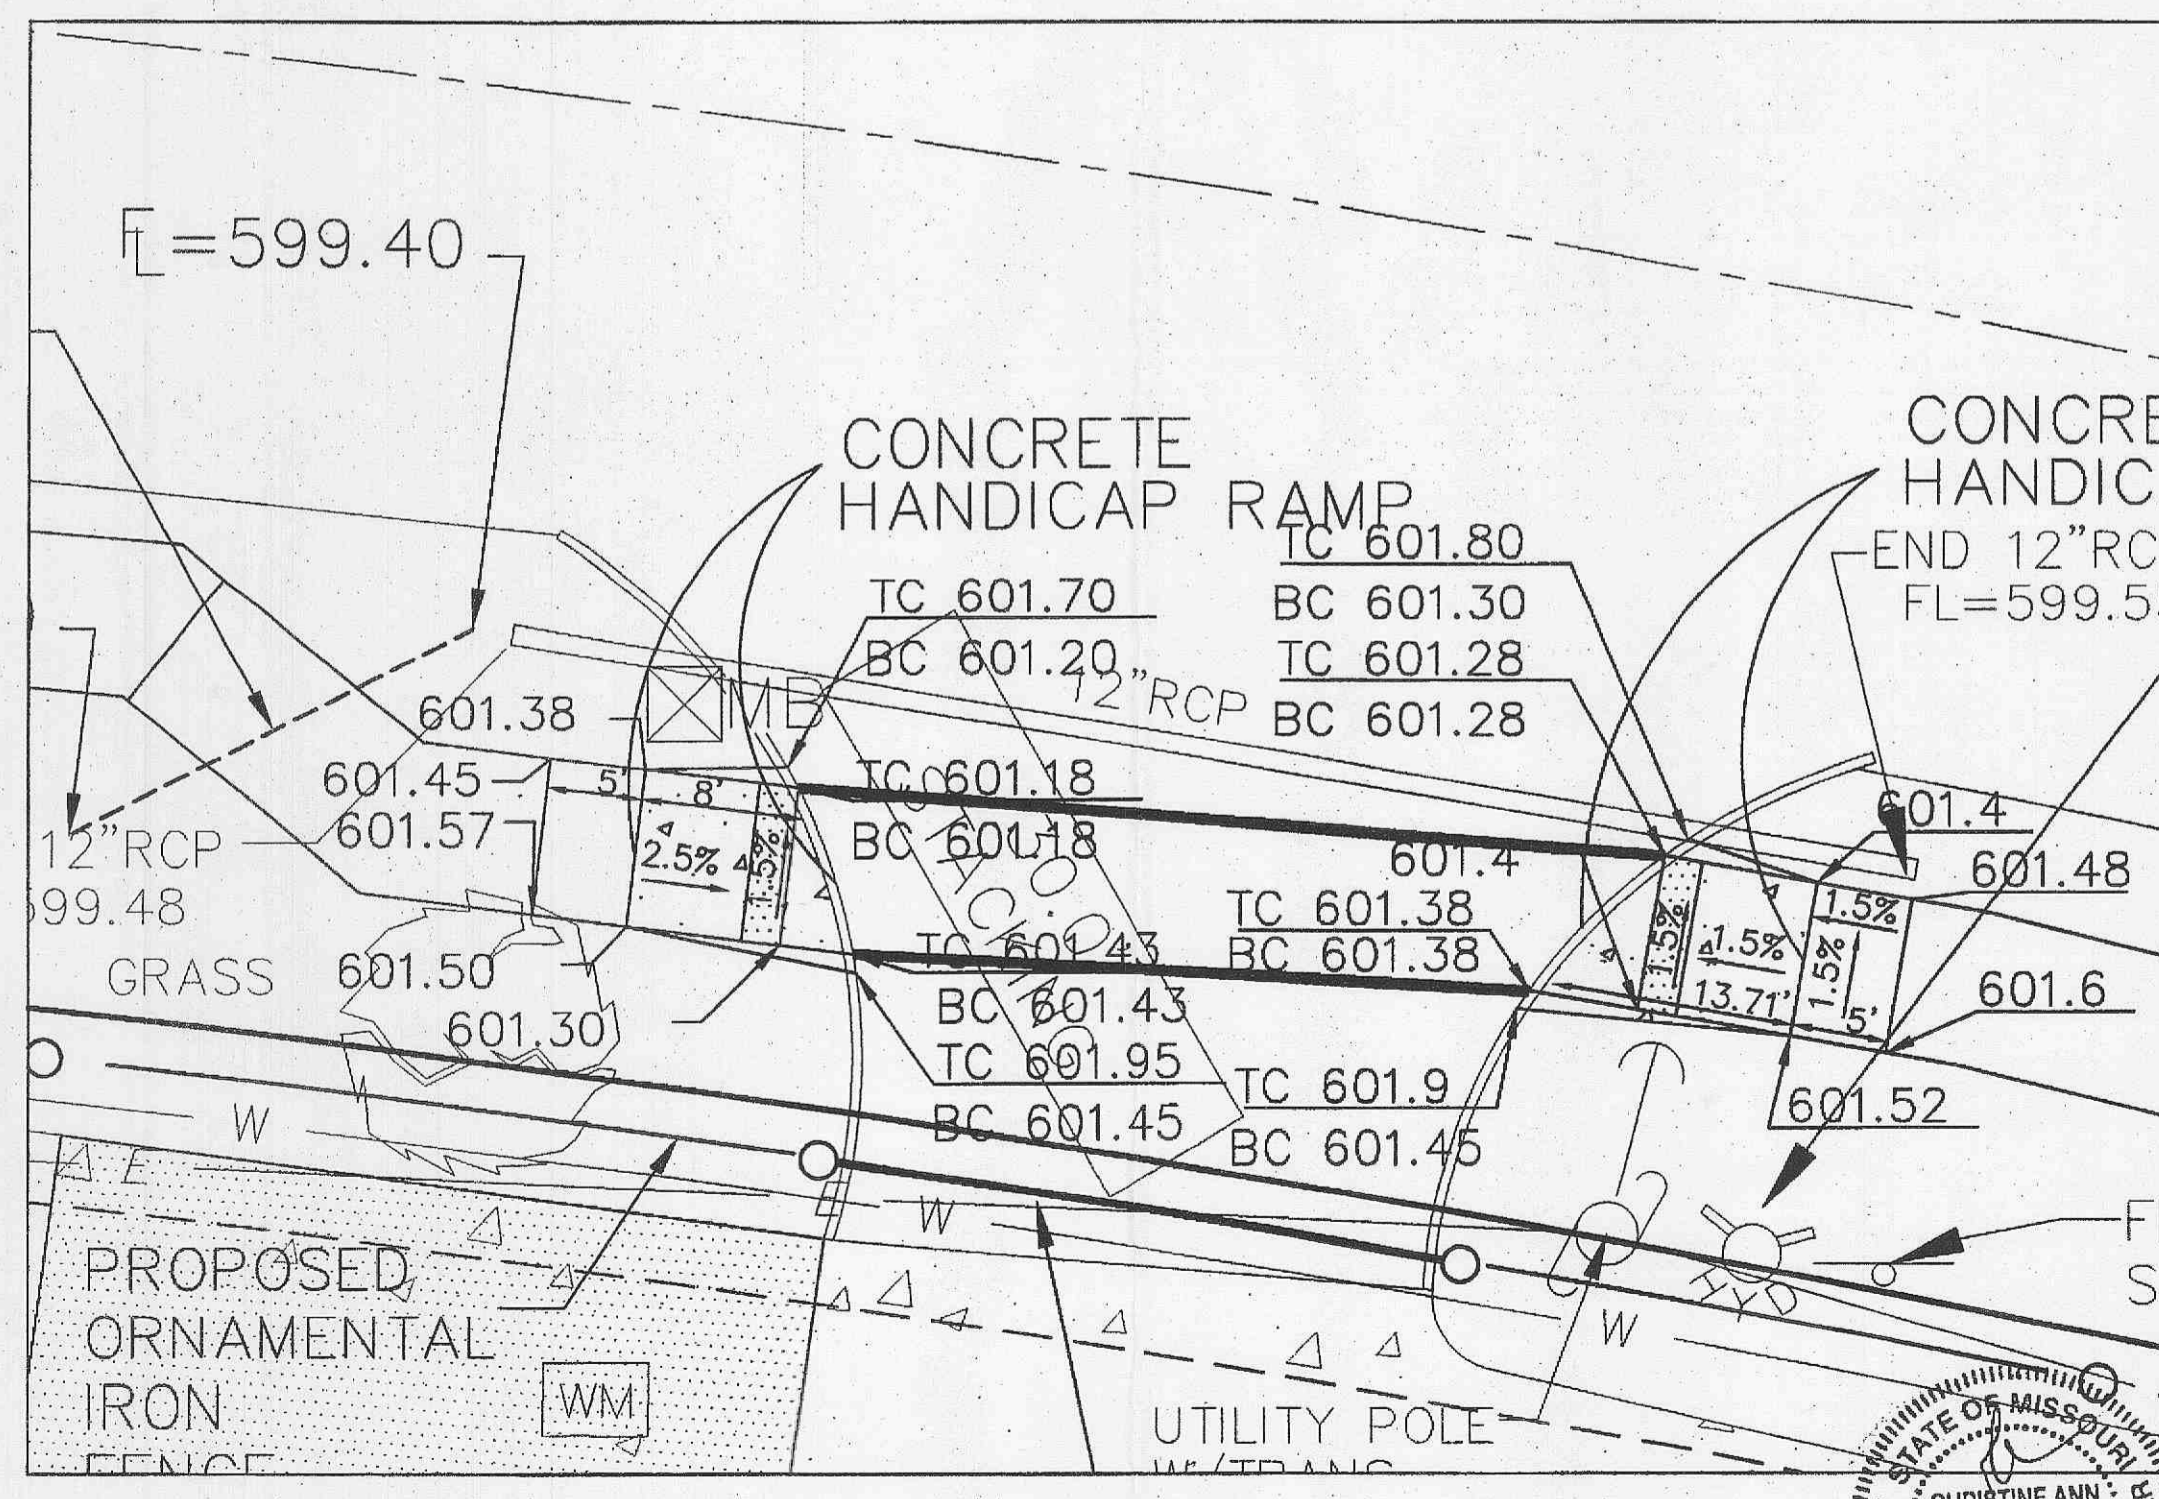 FL=599.40
CONCRETE
HANDICAP RAMP
TC 601.80
BC 601.30
TC 601.28
BC 601.28
TC 601.70
BC 601.20
12"RCP
MB
END 12"RC
FL=599.5
601.38
601.45
601.57
5'
8'
2.5%
1.5%
TC 601.18
BC 601.18
601.4
601.4
601.48
TC 601.38
BC 601.38
1.5%
1.5%
1.5%
1.5%
13.71'
5'
12"RCP
599.48
GRASS
601.50
601.30
TC 601.43
BC 601.43
TC 601.95
BC 601.45
TC 601.9
BC 601.45
601.6
601.52
W
E
E
W
W
HYD
PROPOSED
ORNAMENTAL
IRON
FENCE
WM
UTILITY POLE
W/TRANS
STATE OF MISSOURI
CHRISTINE ANN